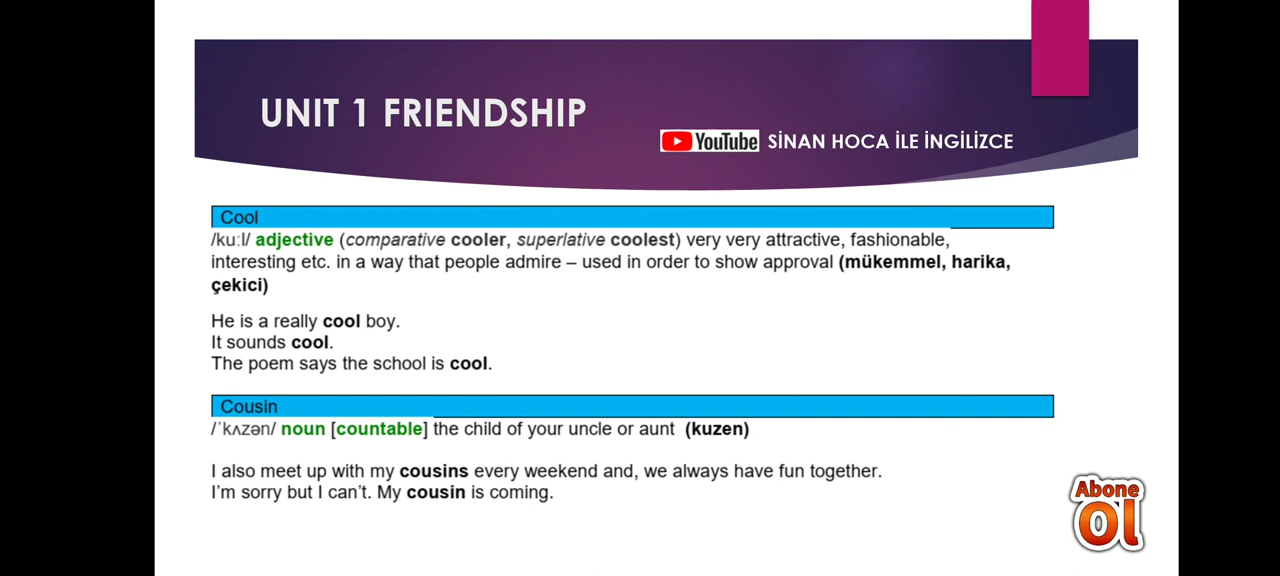 UNIT 1 FRIENDSHIP
YouTube SİNAN HOCA İLE İNGİLİZCE
Cool
/kuːl/ adjective (comparative cooler, superlative coolest) very very attractive, fashionable,
interesting etc. in a way that people admire – used in order to show approval (mükemmel, harika,
çekici)
He is a really cool boy.
It sounds cool.
The poem says the school is cool.
Cousin
/ˈkʌzən/ noun [countable] the child of your uncle or aunt (kuzen)
I also meet up with my cousins every weekend and, we always have fun together.
I’m sorry but I can’t. My cousin is coming.
Abone
Ol